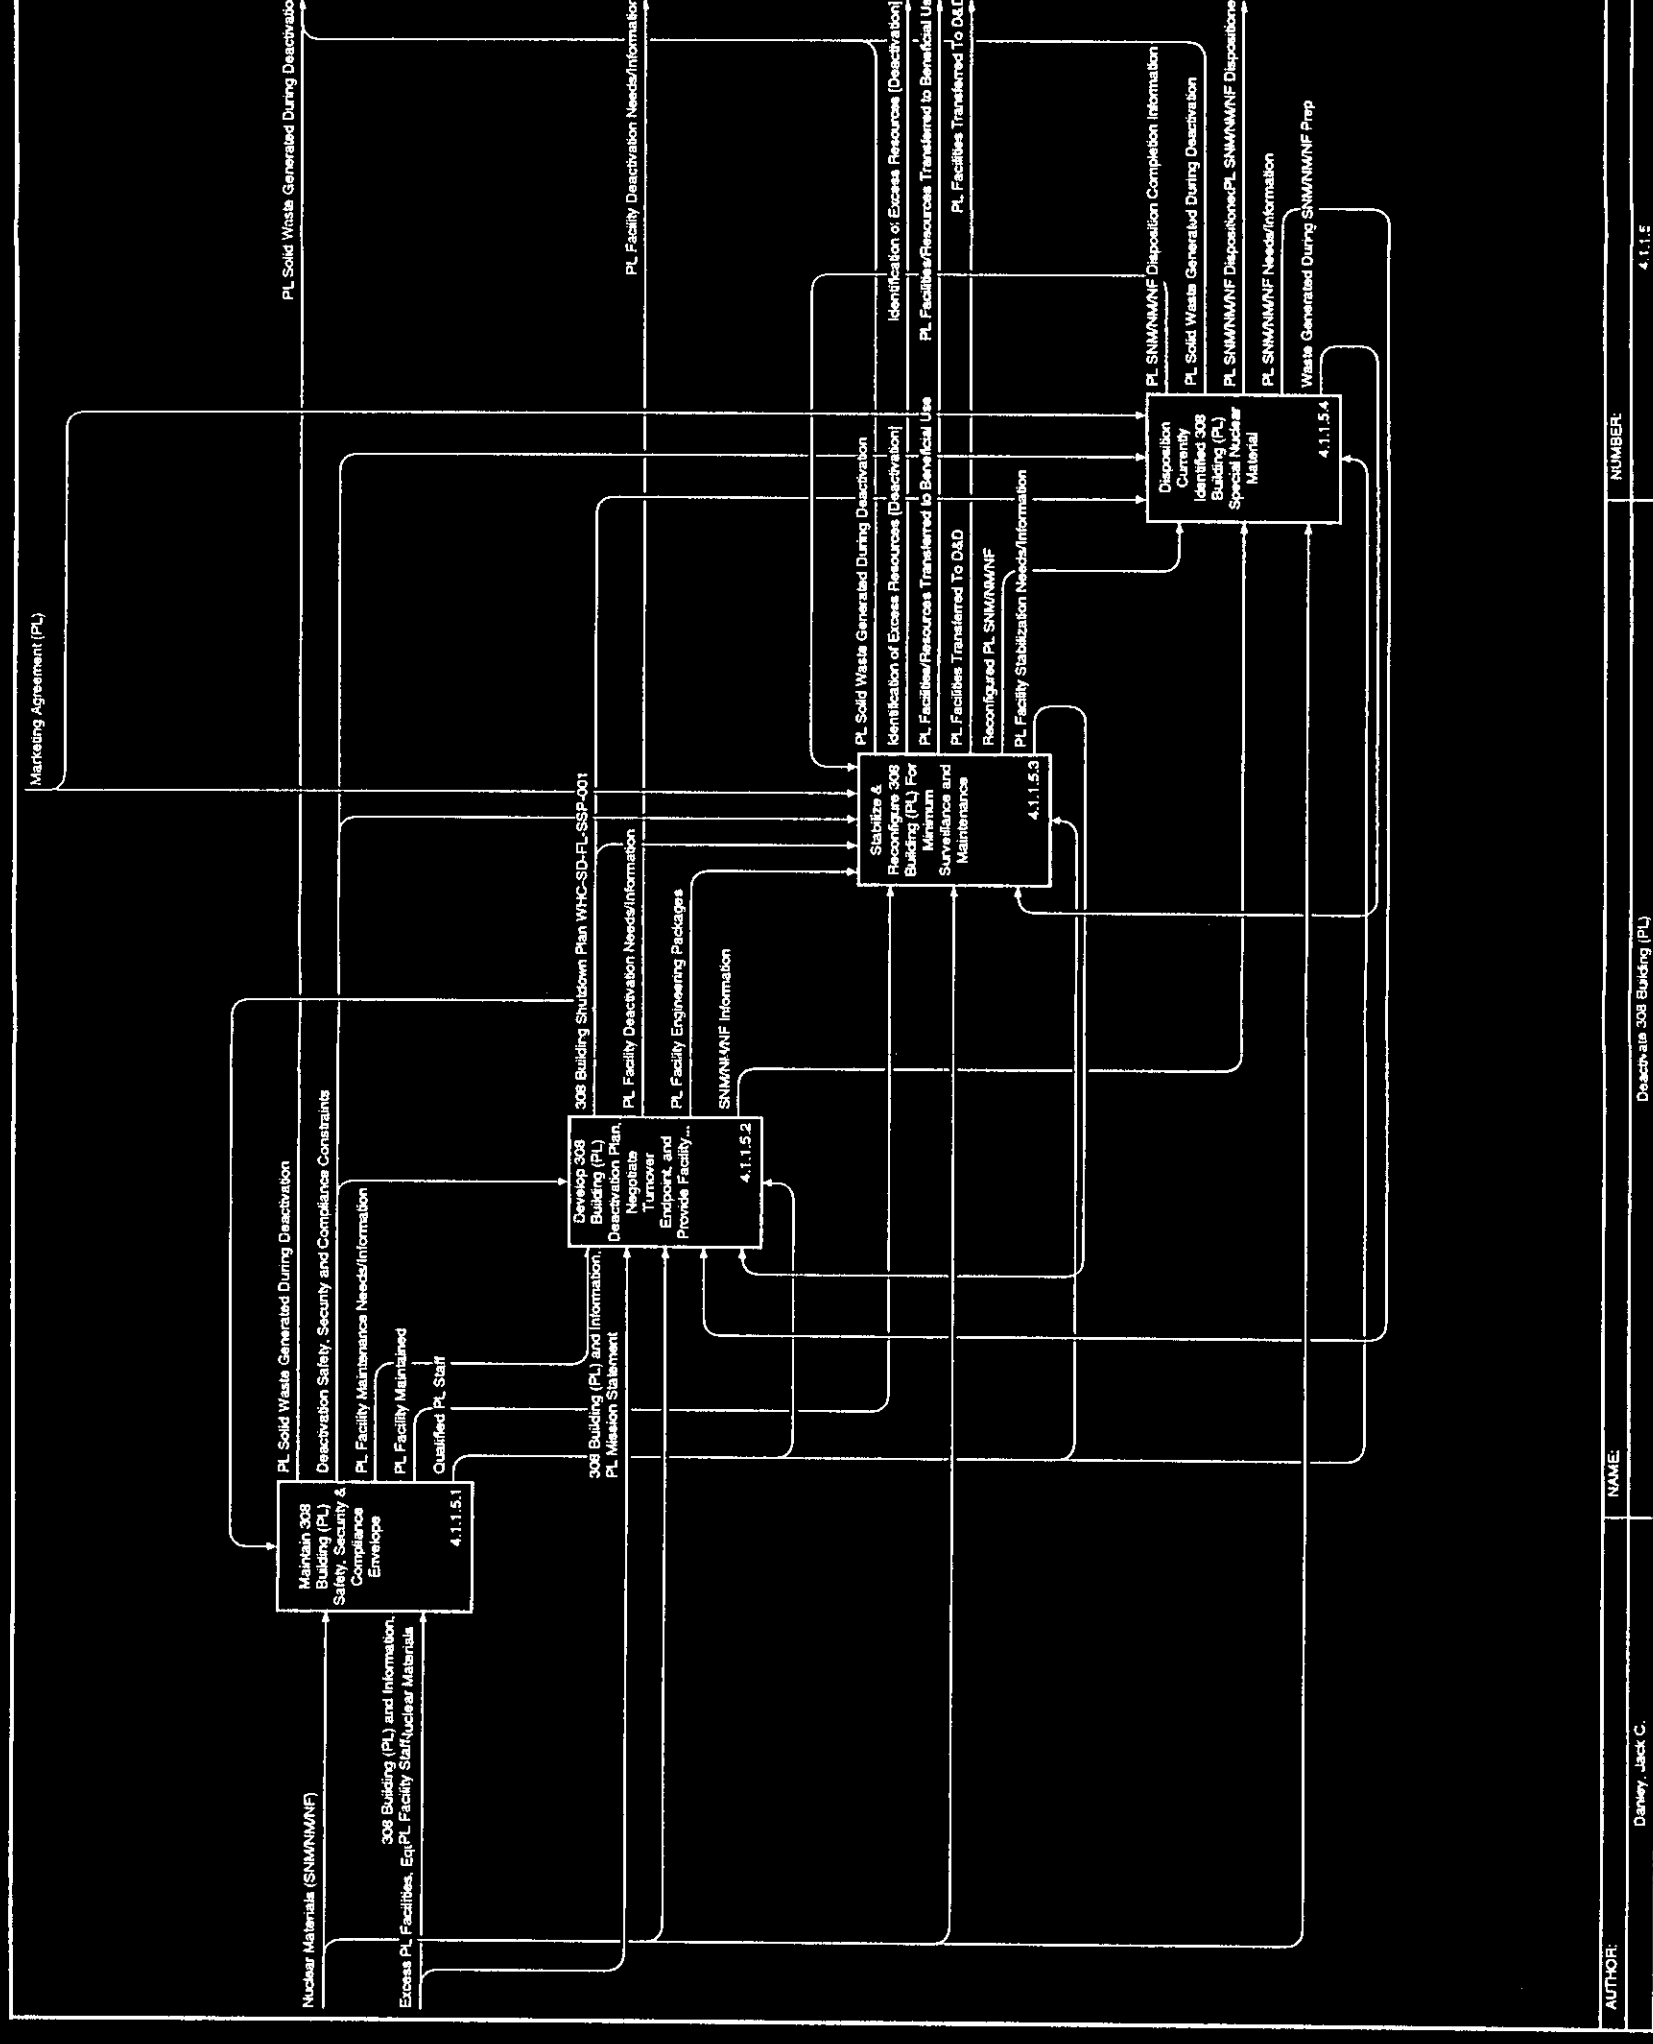 Marketing Agreement (PL)
Nuclear Materials (SNM/NM/NF)
308 Building (PL) and Information,
Excess PL Facilities, Equ
PL Facility Staff
Nuclear Materials
Maintain 308
Building (PL)
Safety, Security &
Compliance
Envelope
4.1.1.5.1
PL Solid Waste Generated During Deactivation
Deactivation Safety, Security and Compliance Constraints
PL Facility Maintenance Needs/Information
PL Facility Maintained
Qualified PL Staff
308 Building (PL) and Information,
PL Mission Statement
Develop 308
Building (PL)
Deactivation Plan,
Negotiate
Turnover
Endpoint, and
Provide Facility...
4.1.1.5.2
308 Building Shutdown Plan WHC-SD-FL-SSP-001
PL Facility Deactivation Needs/Information
PL Facility Engineering Packages
SNM/NM/NF Information
Stabilize &
Reconfigure 308
Building (PL) For
Minimum
Surveillance and
Maintenance
4.1.1.5.3
PL Solid Waste Generated During Deactivation
Identification of Excess Resources [Deactivation]
PL Facilities/Resources Transferred to Beneficial Use
PL Facilities Transferred To D&D
Reconfigured PL SNM/NM/NF
PL Facility Stabilization Needs/Information
Disposition
Currently
Identified 308
Building (PL)
Special Nuclear
Material
4.1.1.5.4
PL SNM/NM/NF Disposition Completion Information
PL Solid Waste Generated During Deactivation
PL SNM/NM/NF Dispositioned
PL SNM/NM/NF Dispositione
PL SNM/NM/NF Needs/Information
Waste Generated During SNM/NM/NF Prep
PL Solid Waste Generated During Deactivatio
PL Facility Deactivation Needs/Information
Identification of Excess Resources [Deactivation]
PL Facilities/Resources Transferred to Beneficial Us
PL Facilities Transferred To D&D
AUTHOR:
NAME:
NUMBER:
Danley, Jack C.
Deactivate 308 Building (PL)
4.1.1.5